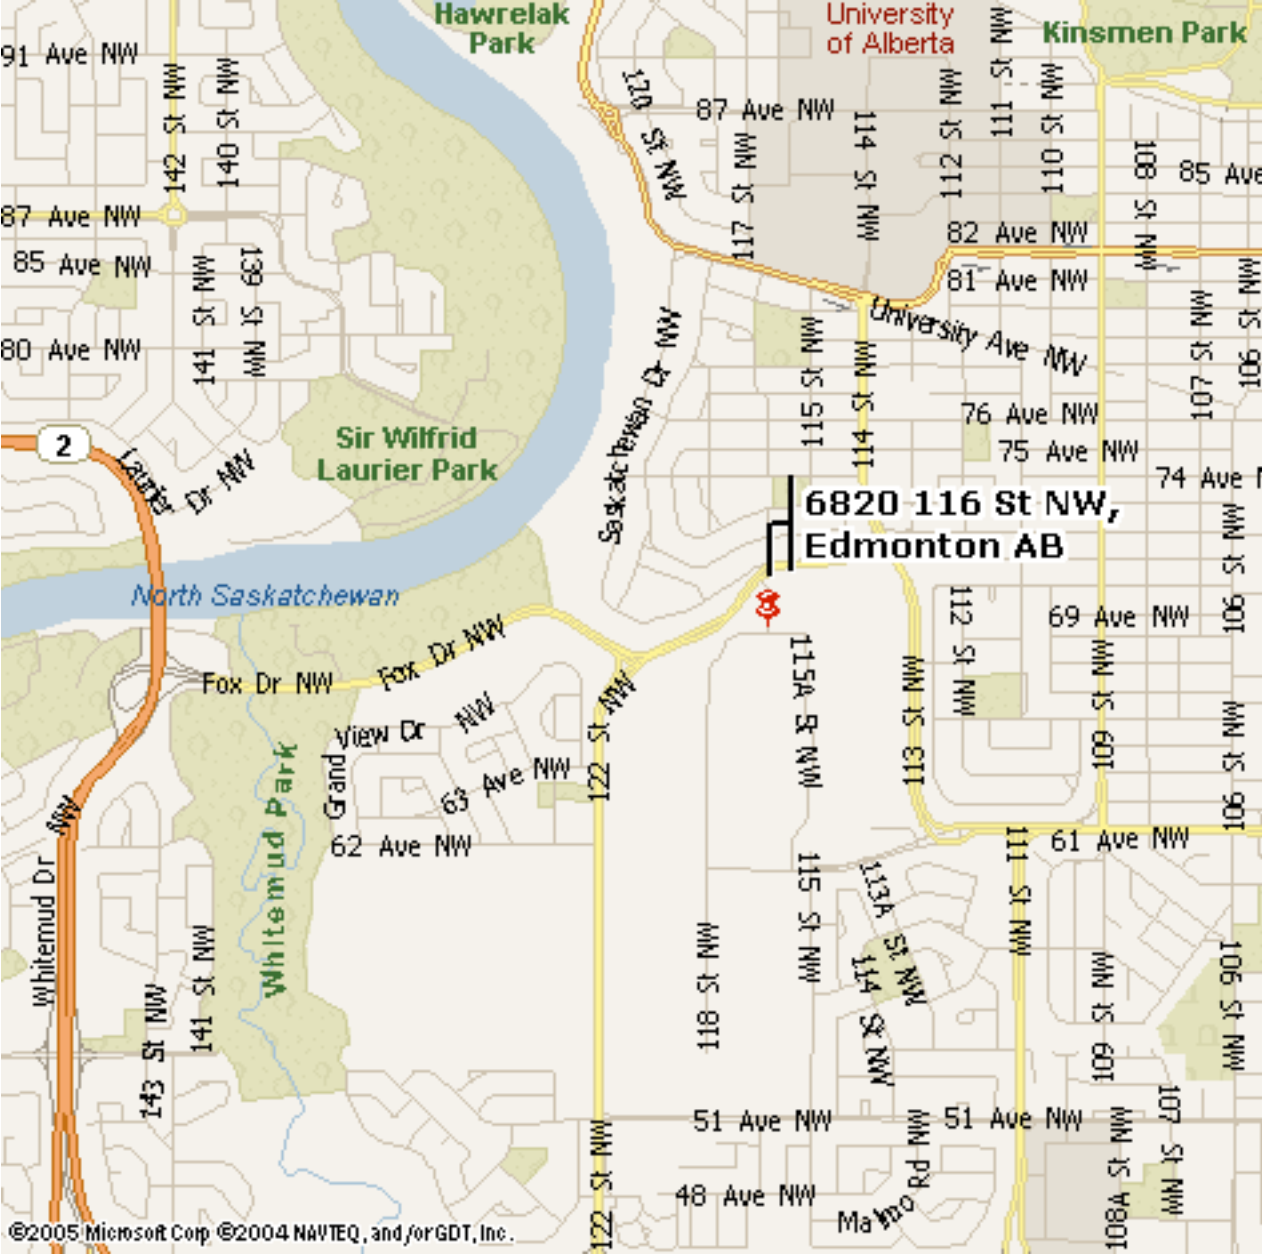 Hawrelak
Park
University
of Alberta
Kinsmen Park
91 Ave NW
142 St NW
140 St NW
120 St NW
87 Ave NW
117 St NW
114 St NW
112 St NW
111 St NW
110 St NW
108 St NW
85 Ave
87 Ave NW
85 Ave NW
141 St NW
139 St NW
82 Ave NW
81 Ave NW
University Ave NW
107 St NW
106 St NW
80 Ave NW
Saskatchewan Dr NW
115 St NW
114 St NW
76 Ave NW
75 Ave NW
74 Ave N
2
Laurier Dr NW
Sir Wilfrid
Laurier Park
6820 116 St NW,
Edmonton AB
106 St NW
North Saskatchewan
112 St NW
69 Ave NW
Fox Dr NW
Fox Dr NW
115A St NW
113 St NW
109 St NW
122 St NW
Grand View Dr NW
63 Ave NW
62 Ave NW
106 St NW
61 Ave NW
Whitemud Park
Whitemud Dr NW
141 St NW
143 St NW
118 St NW
115 St NW
113A St NW
114 St NW
111 St NW
109 St NW
106 St NW
107 St NW
51 Ave NW
51 Ave NW
122 St NW
48 Ave NW
Malmo Rd NW
108A St NW
©2005 Microsoft Corp ©2004 NAVTEQ, and/or GDT, Inc.